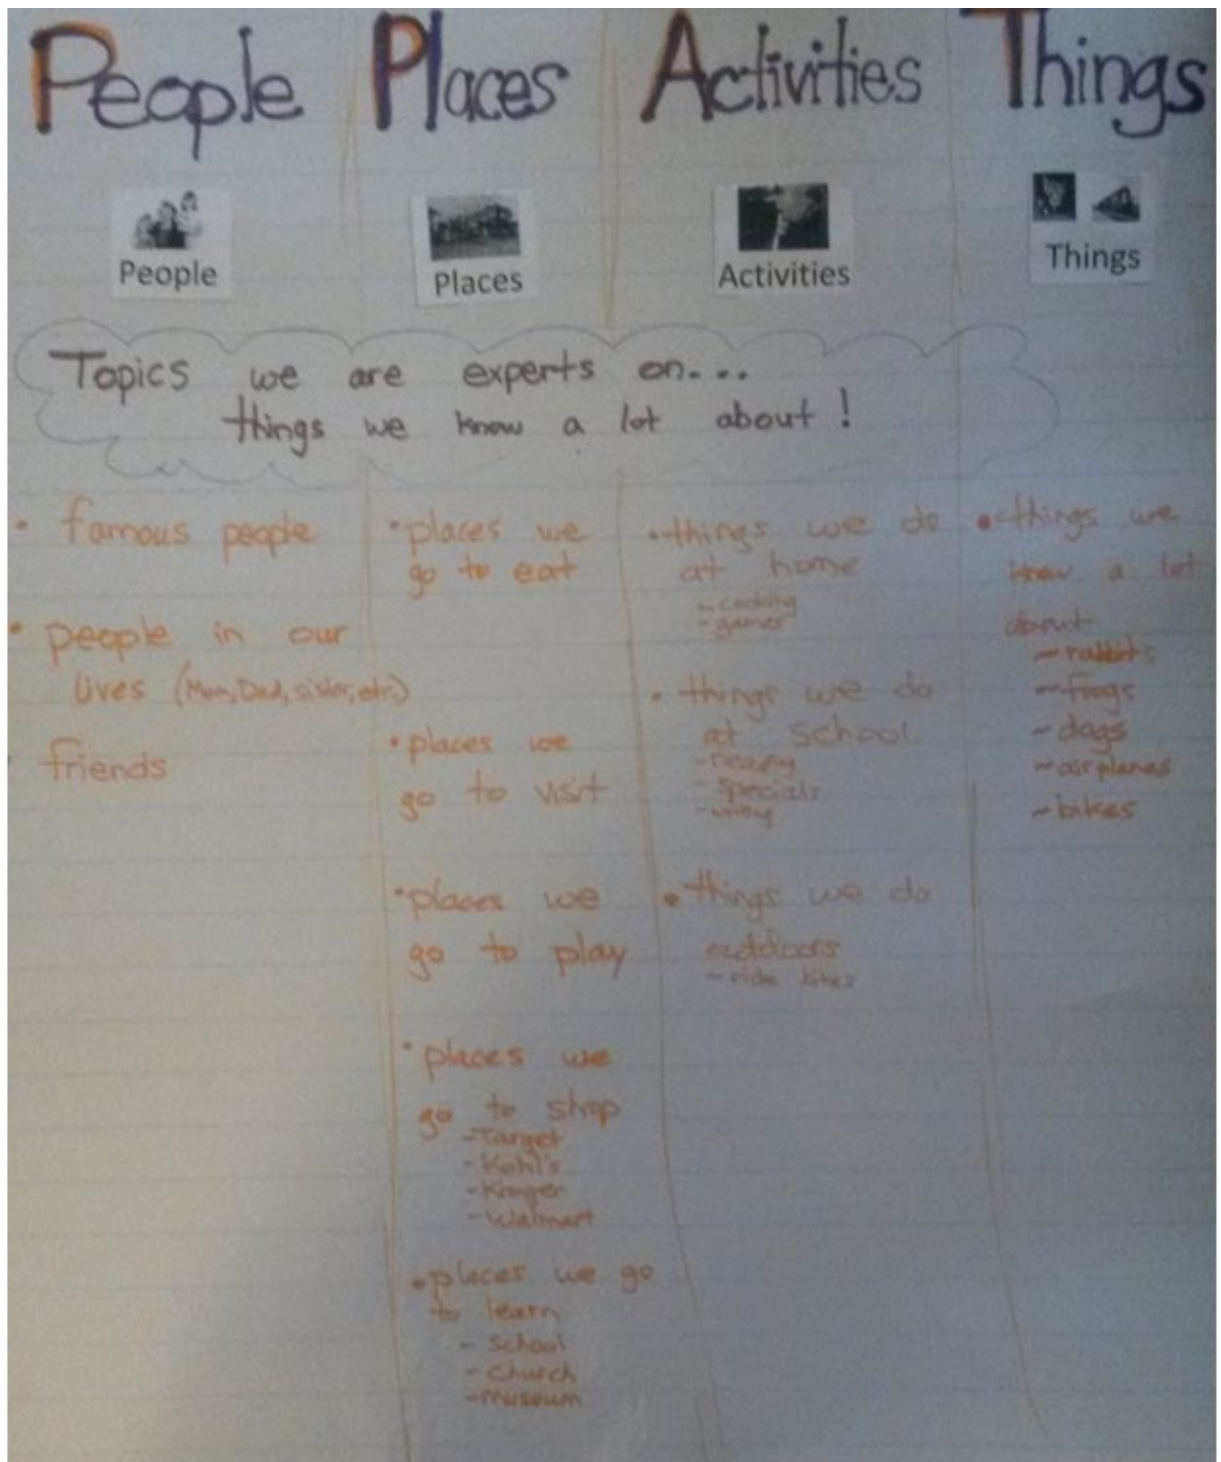 People Places Activities Things
People Places Activities Things
Topics we are experts on....
things we know a lot about!
• famous people
• people in our
lives (Mom, Dad, sister, etc.)
• friends
• places we
go to eat
• places we
go to visit
• places we
go to play
• places we
go to shop
- Target
- Kohl's
- Kroger
- Walmart
• places we go
to learn
- school
- church
- museum
• things we do
at home
- cooking
- games
• things we do
at school
- reading
- specials
• things we do
outdoors
- ride bikes
• things we
know a lot
about
- rabbits
- frogs
- dogs
- airplanes
- bikes